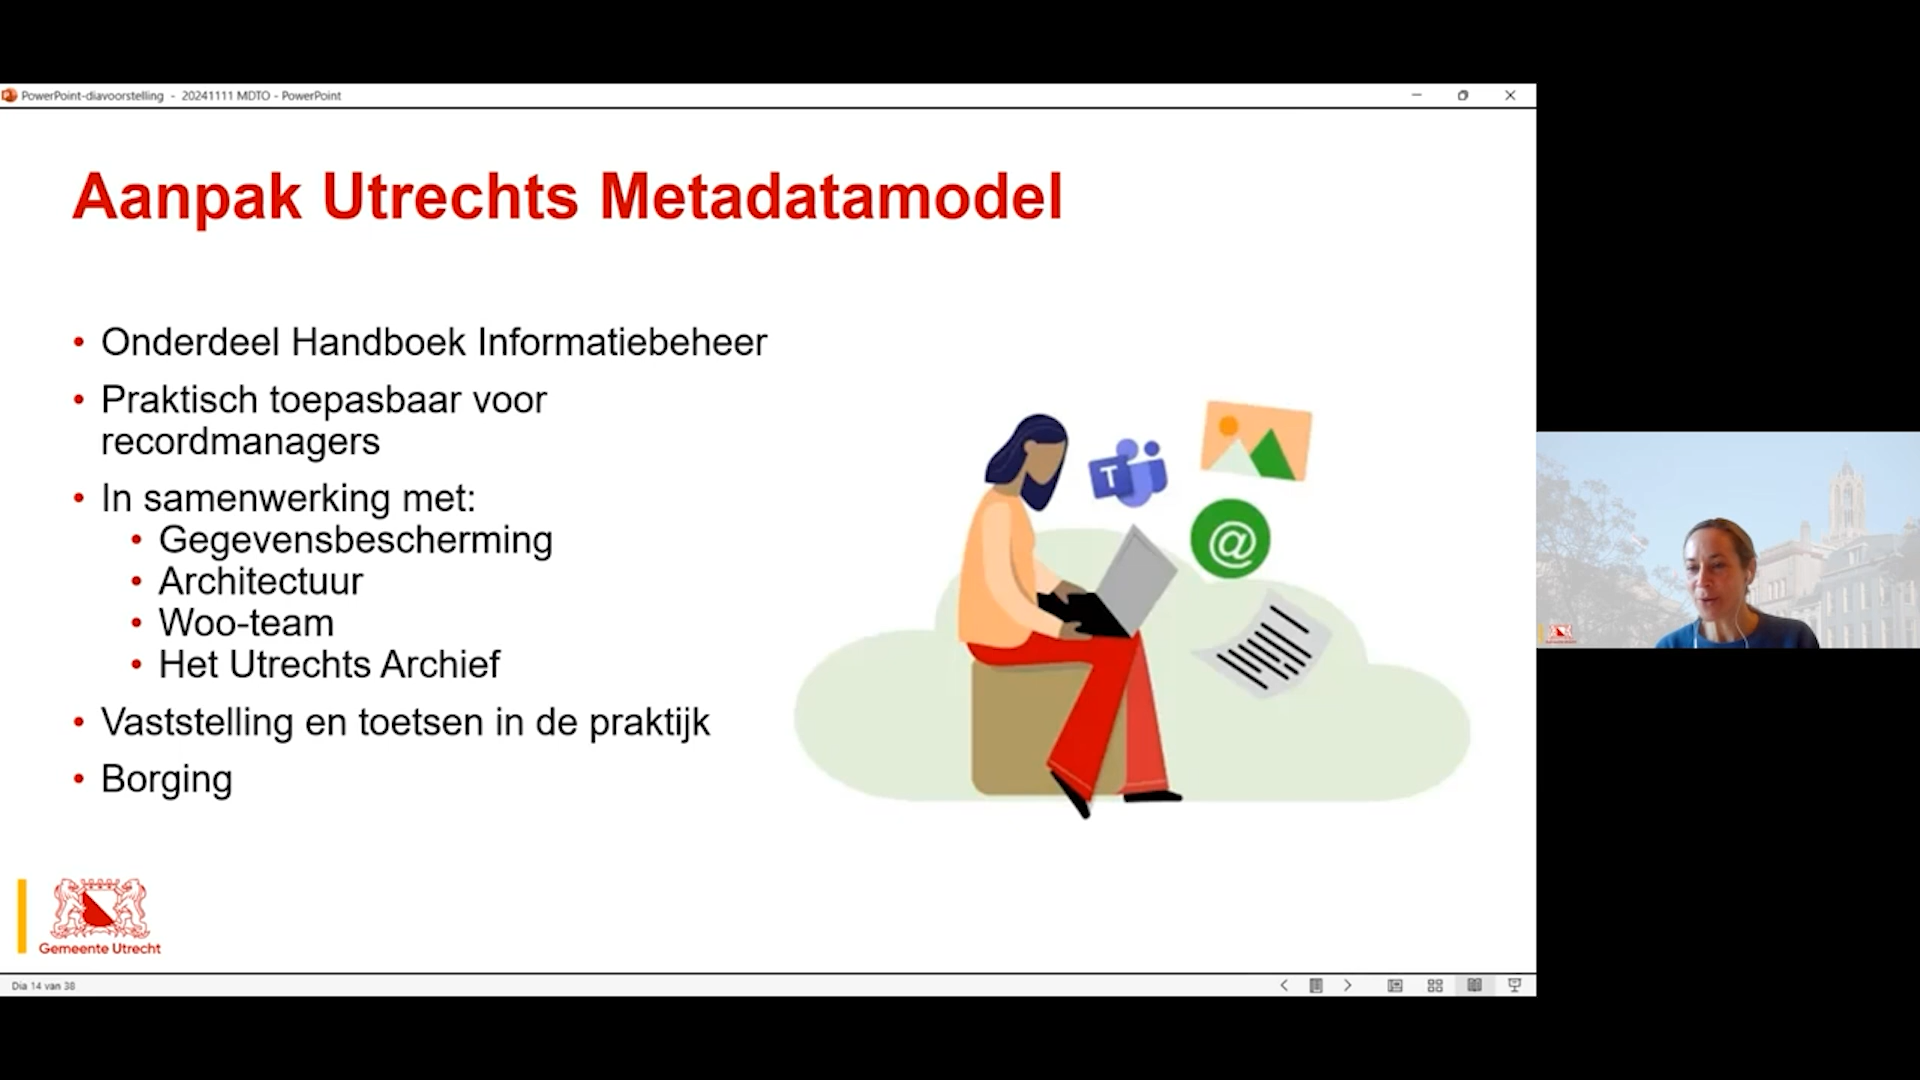 PowerPoint-diavoorstelling - 20241111 MDTO - PowerPoint
Aanpak Utrechts Metadatamodel
• Onderdeel Handboek Informatiebeheer
• Praktisch toepasbaar voor
recordmanagers
• In samenwerking met:
• Gegevensbescherming
• Architectuur
• Woo-team
• Het Utrechts Archief
• Vaststelling en toetsen in de praktijk
• Borging
T
@
Gemeente Utrecht
Dia 14 van 38